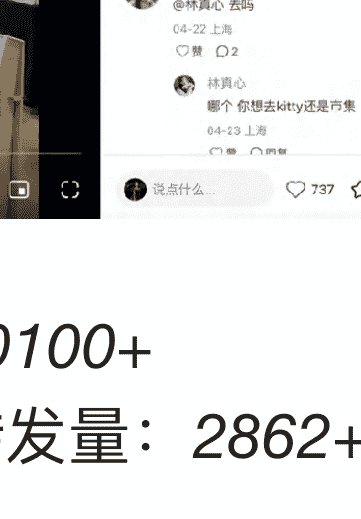 @林真心 去吗
04-22 上海
赞 2
林真心
哪个 你想去kitty还是市集
04-23 上海
赞 回复
说点什么... 737
0100+
发量：2862+